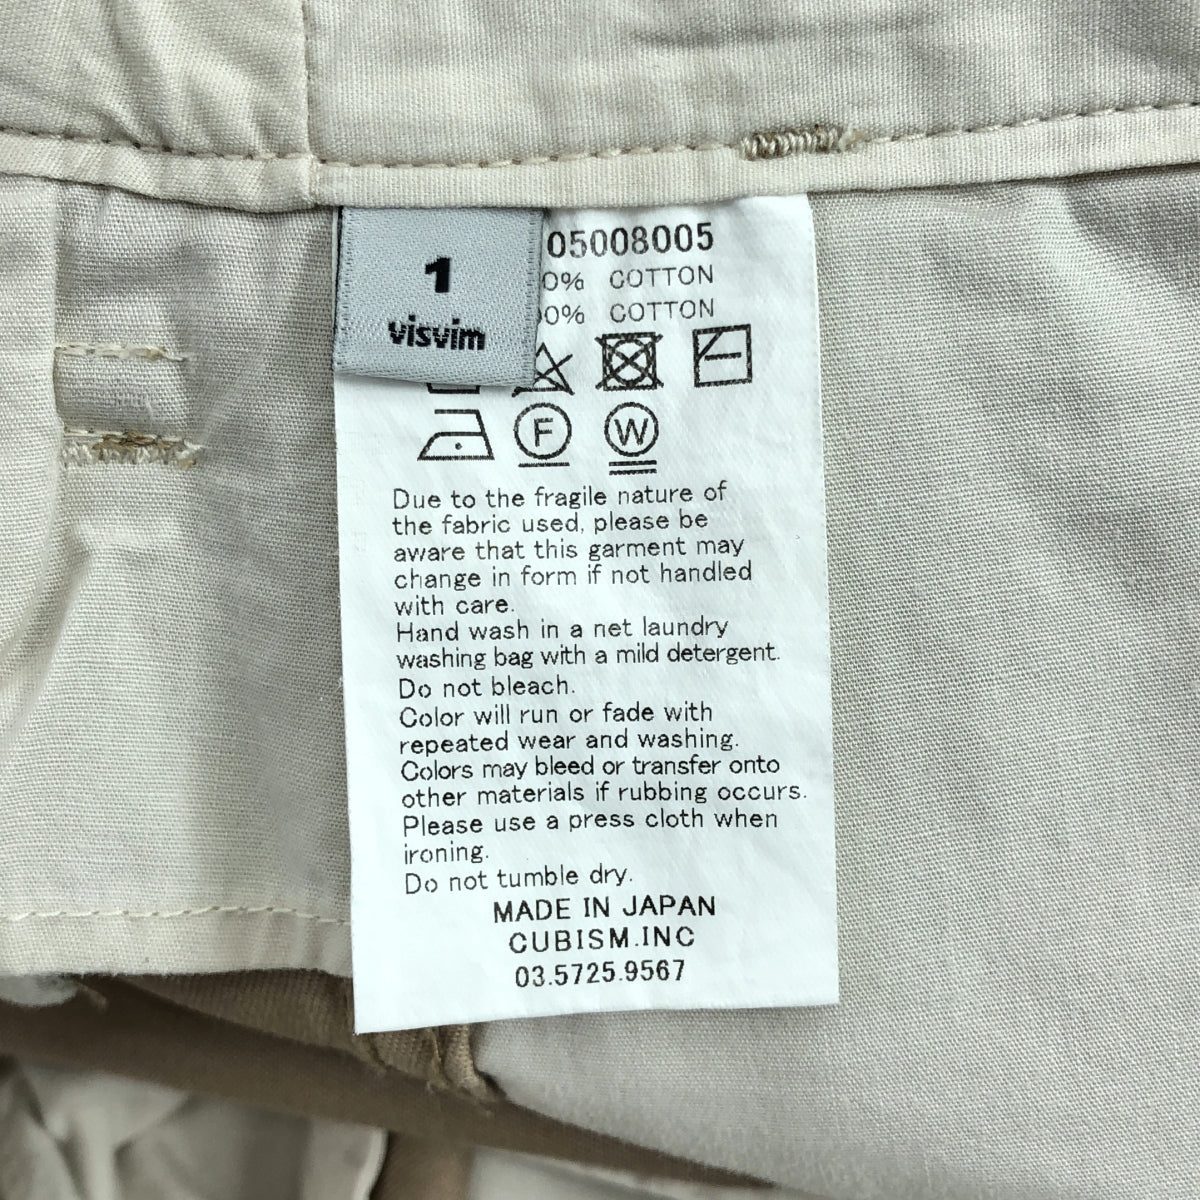 1
visvim
05008005
0% COTTON
0% COTTON
F W
Due to the fragile nature of
the fabric used, please be
aware that this garment may
change in form if not handled
with care.
Hand wash in a net laundry
washing bag with a mild detergent.
Do not bleach.
Color will run or fade with
repeated wear and washing.
Colors may bleed or transfer onto
other materials if rubbing occurs.
Please use a press cloth when
ironing.
Do not tumble dry.
MADE IN JAPAN
CUBISM.INC
03.5725.9567